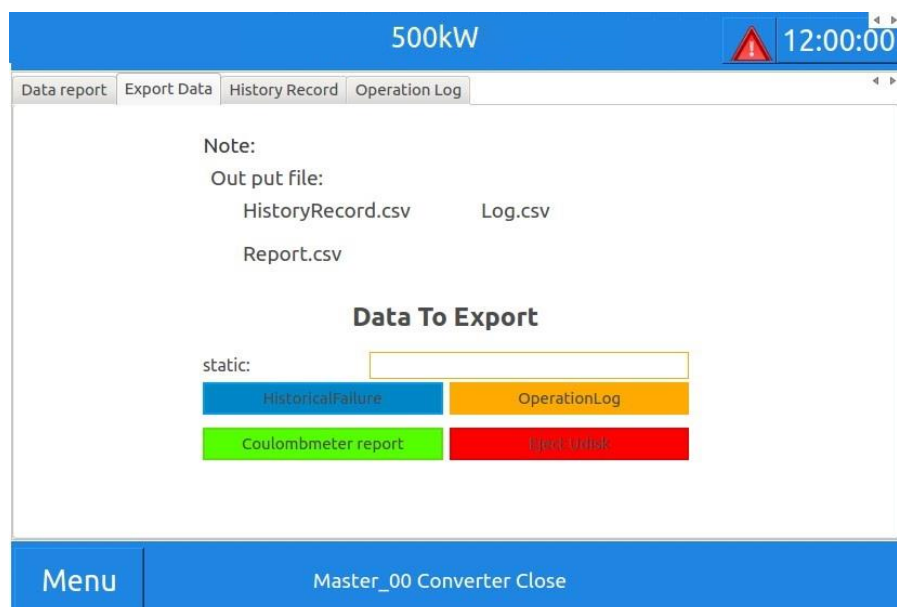 500kW
12:00:00
Data report Export Data History Record Operation Log
Note:
Out put file:
HistoryRecord.csv Log.csv
Report.csv
Data To Export
static:
HistoricalFailure OperationLog
Coulombmeter report Eject Udisk
Menu Master_00 Converter Close